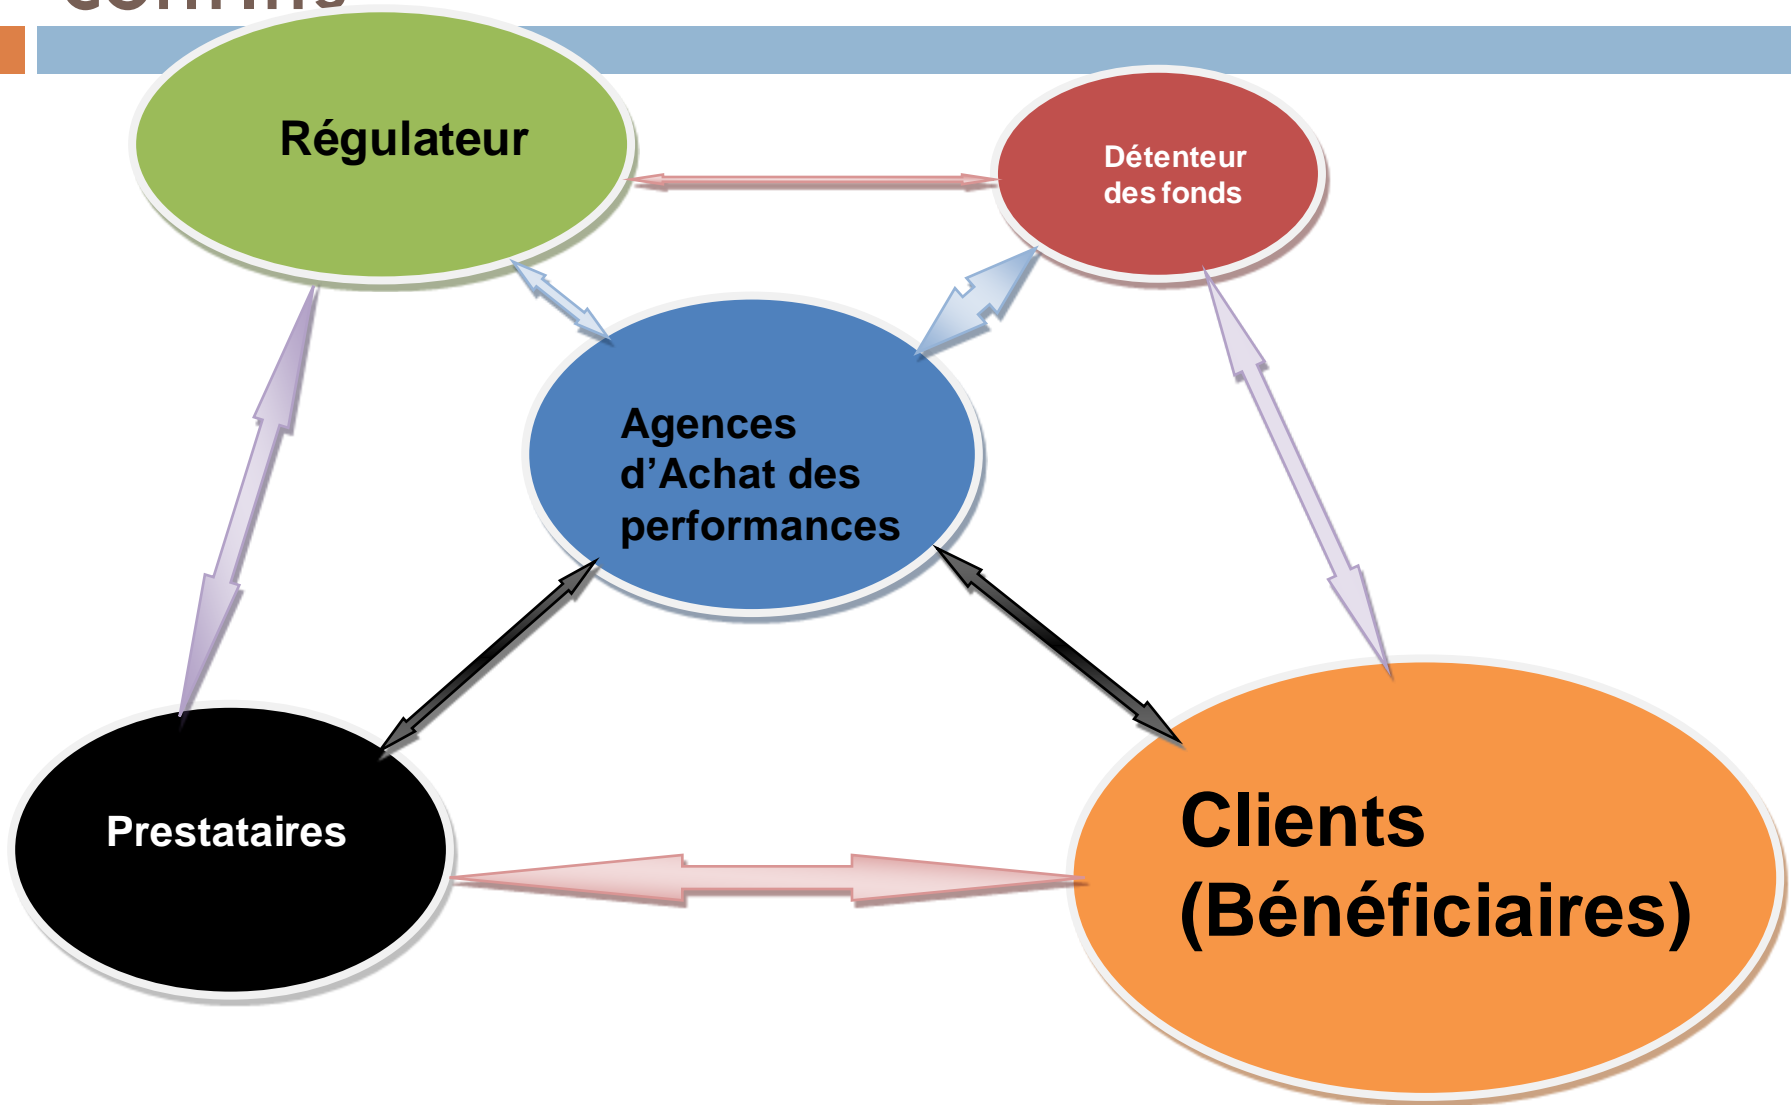 Régulateur
Détenteur
des fonds
Agences
d’Achat des
performances
Prestataires
Clients
(Bénéficiaires)